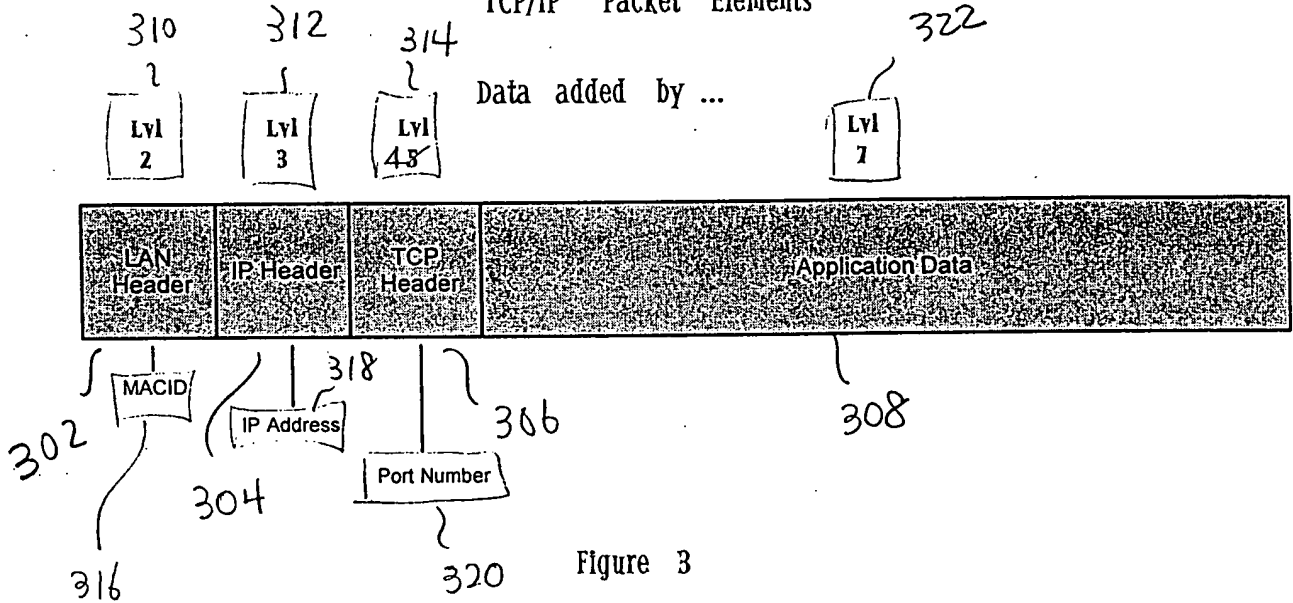 TCP/IP Packet Elements
310
312
314
322
Data added by ...
Lvl
2
Lvl
3
Lvl
45
Lvl
7
LAN
Header
IP Header
TCP
Header
Application Data
MACID
318
IP Address
306
308
302
304
Port Number
316
320
Figure 3